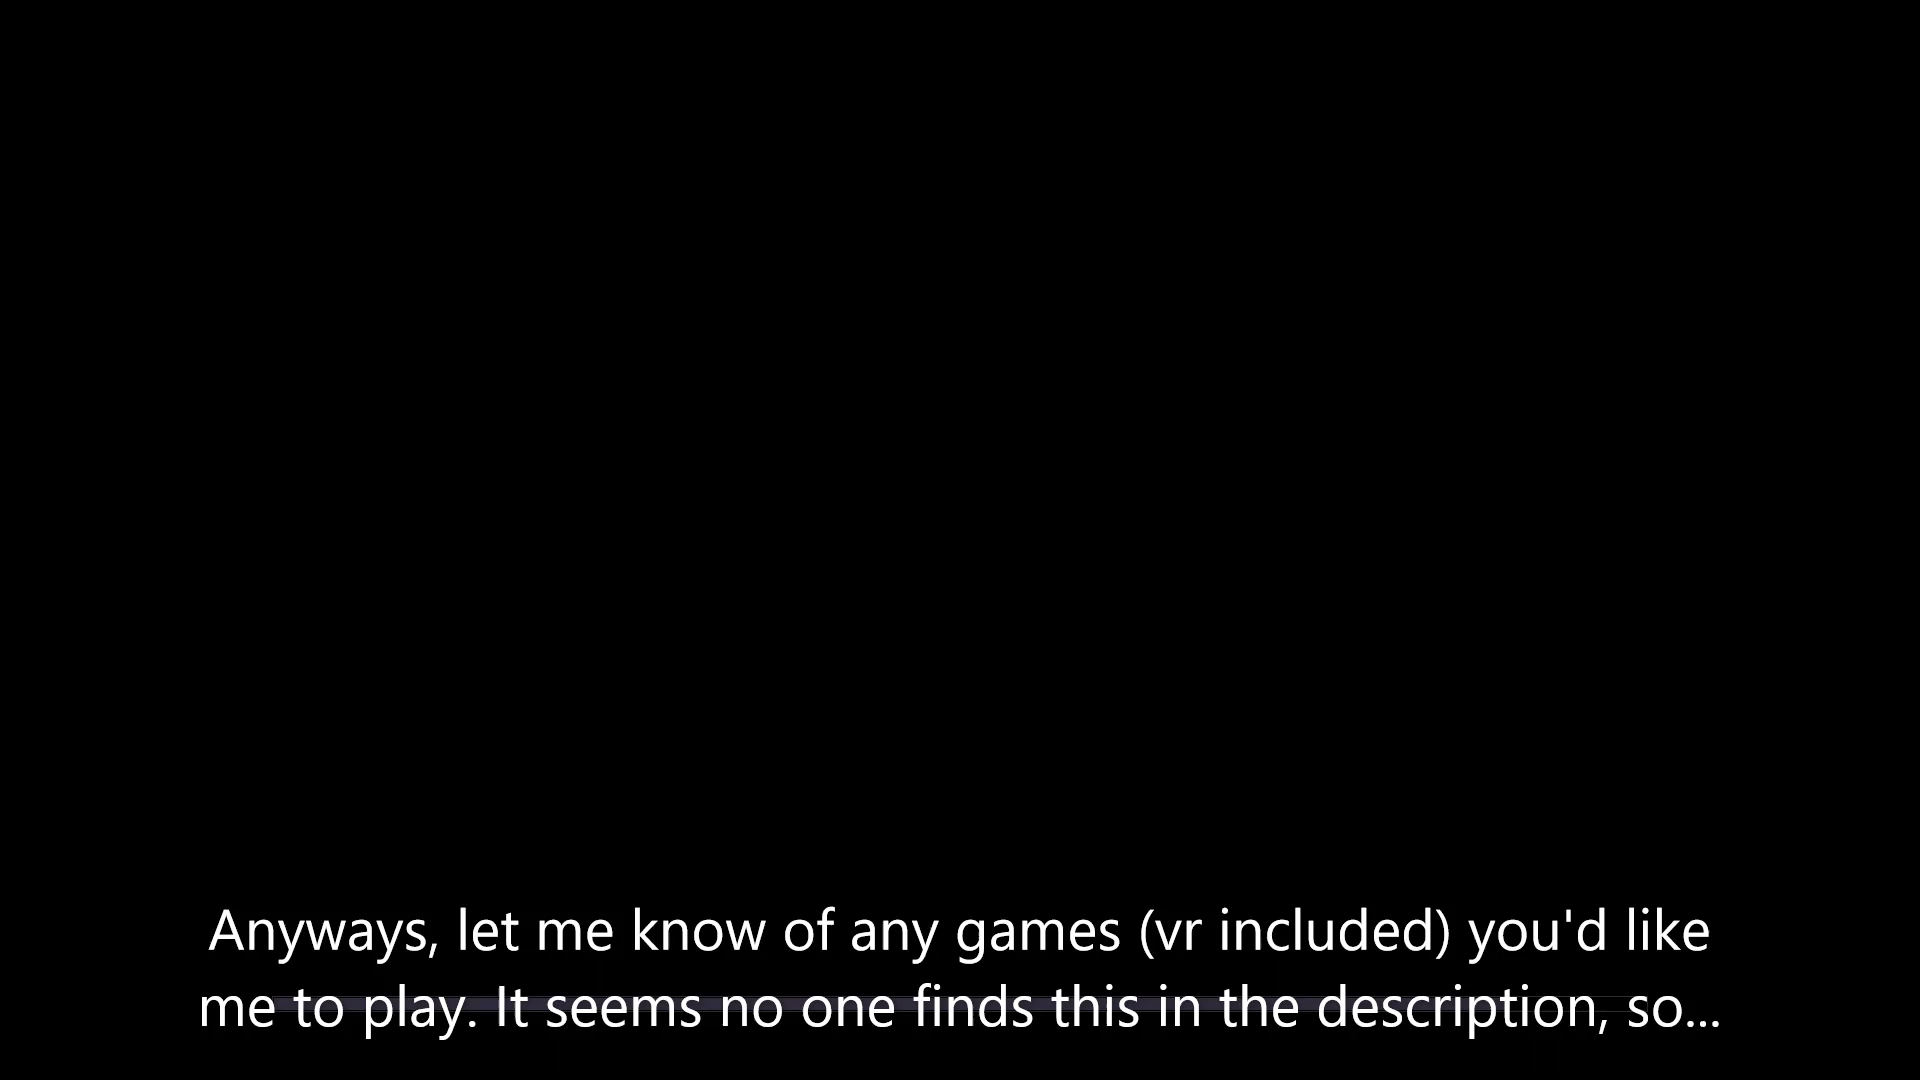 Anyways, let me know of any games (vr included) you'd like
me to play. It seems no one finds this in the description, so...